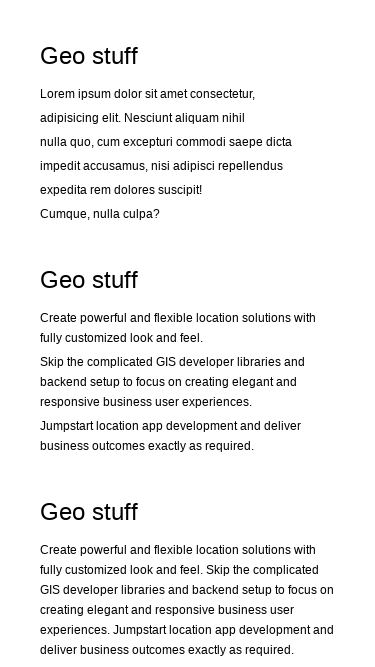 Geo stuff
Lorem ipsum dolor sit amet consectetur,
adipisicing elit. Nesciunt aliquam nihil
nulla quo, cum excepturi commodi saepe dicta
impedit accusamus, nisi adipisci repellendus
expedita rem dolores suscipit!
Cumque, nulla culpa?
Geo stuff
Create powerful and flexible location solutions with
fully customized look and feel.
Skip the complicated GIS developer libraries and
backend setup to focus on creating elegant and
responsive business user experiences.
Jumpstart location app development and deliver
business outcomes exactly as required.
Geo stuff
Create powerful and flexible location solutions with
fully customized look and feel. Skip the complicated
GIS developer libraries and backend setup to focus on
creating elegant and responsive business user
experiences. Jumpstart location app development and
deliver business outcomes exactly as required.